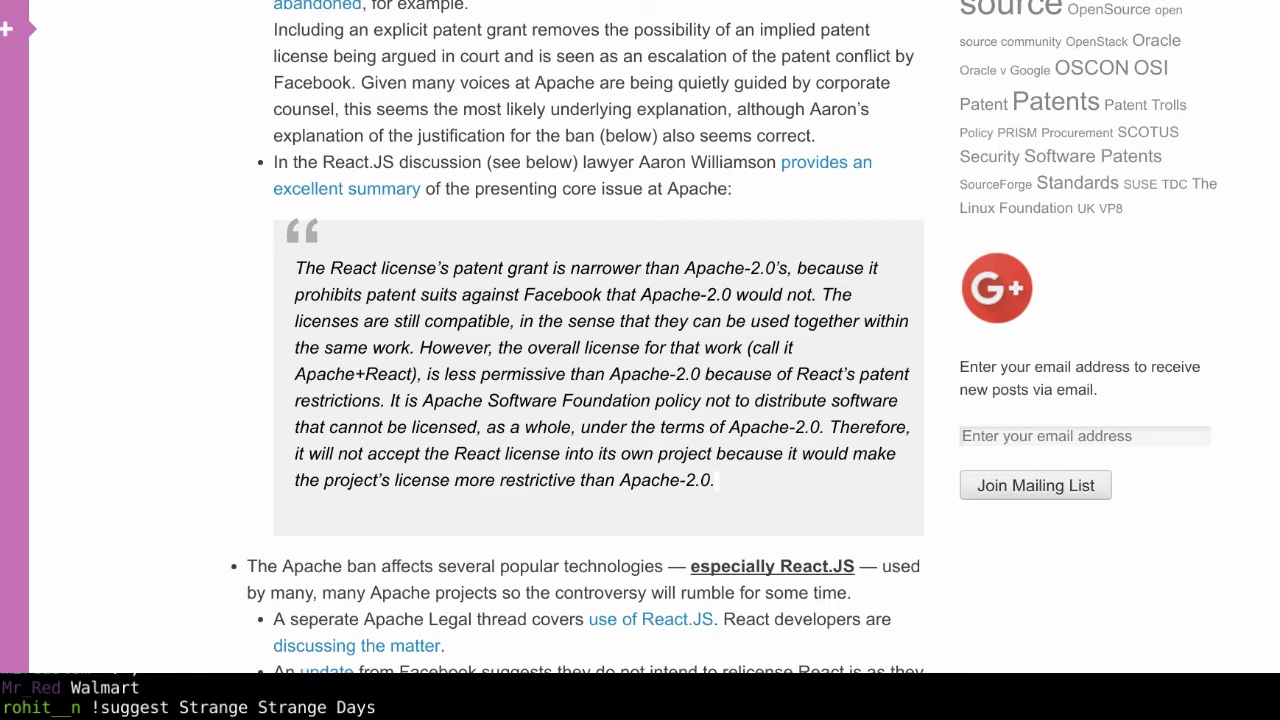 abandoned, for example.
Including an explicit patent grant removes the possibility of an implied patent
license being argued in court and is seen as an escalation of the patent conflict by
Facebook. Given many voices at Apache are being quietly guided by corporate
counsel, this seems the most likely underlying explanation, although Aaron’s
explanation of the justification for the ban (below) also seems correct.
• In the React.JS discussion (see below) lawyer Aaron Williamson provides an
excellent summary of the presenting core issue at Apache:
“
The React license’s patent grant is narrower than Apache-2.0’s, because it
prohibits patent suits against Facebook that Apache-2.0 would not. The
licenses are still compatible, in the sense that they can be used together within
the same work. However, the overall license for that work (call it
Apache+React), is less permissive than Apache-2.0 because of React’s patent
restrictions. It is Apache Software Foundation policy not to distribute software
that cannot be licensed, as a whole, under the terms of Apache-2.0. Therefore,
it will not accept the React license into its own project because it would make
the project’s license more restrictive than Apache-2.0.
• The Apache ban affects several popular technologies — especially React.JS — used
by many, many Apache projects so the controversy will rumble for some time.
• A seperate Apache Legal thread covers use of React.JS. React developers are
discussing the matter.
• An update from Facebook suggests they do not intend to relicense React is as they
source OpenSource open
source community OpenStack Oracle
Oracle v Google OSCON OSI
Patent Patents Patent Trolls
Policy PRISM Procurement SCOTUS
Security Software Patents
SourceForge Standards SUSE TDC The
Linux Foundation UK VP8
G+
Enter your email address to receive
new posts via email.
Enter your email address
Join Mailing List
Mr_Red Walmart
rohit__n !suggest Strange Strange Days